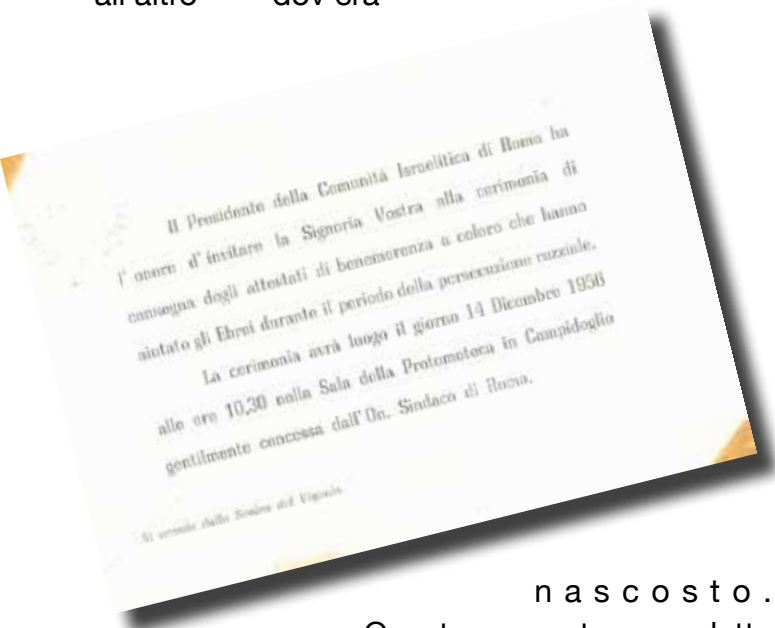 all'altro dov'era
Il Presidente della Comunità Israelitica di Roma ha
l'onore d'invitare la Signoria Vostra alla cerimonia di
consegna degli attestati di benemerenza a coloro che hanno
aiutato gli Ebrei durante il periodo della persecuzione razziale.
La cerimonia avrà luogo il giorno 14 Dicembre 1956
alle ore 10,30 nella Sala della Protomoteca in Campidoglio
gentilmente concessa dall'On. Sindaco di Roma.
Si accede dalla Scalea del Vignola
nascosto.